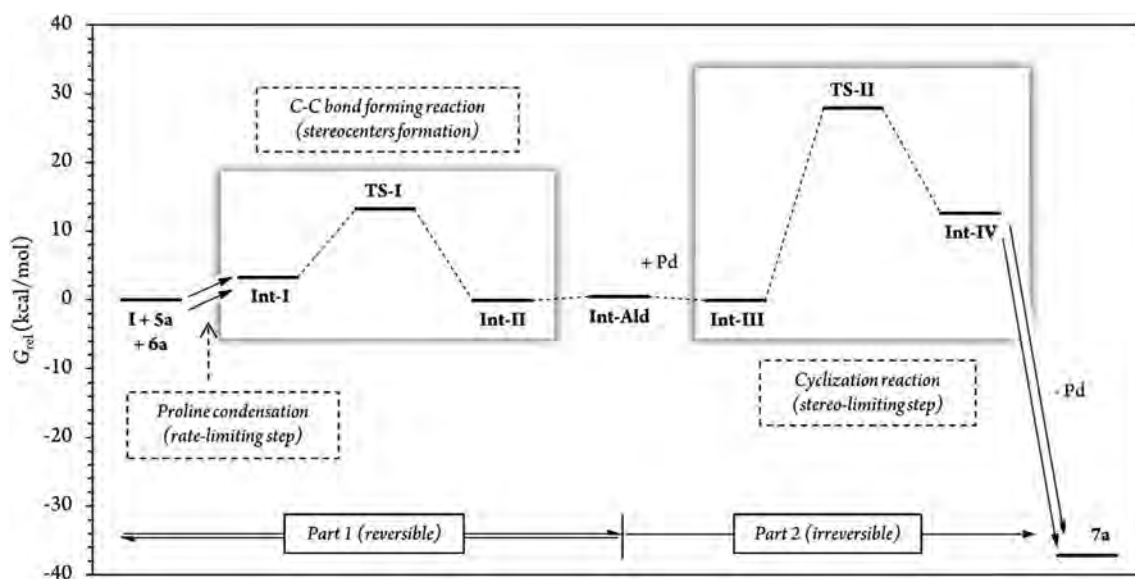 40
30
20
10
0
-10
-20
-30
-40
G_rel (kcal/mol)
C-C bond forming reaction
(stereocenters formation)
TS-I
Int-I
I + 5a
+ 6a
Int-II
Int-Ald
+ Pd
Int-III
TS-II
Int-IV
Proline condensation
(rate-limiting step)
Cyclization reaction
(stereo-limiting step)
- Pd
Part 1 (reversible)
Part 2 (irreversible)
7a